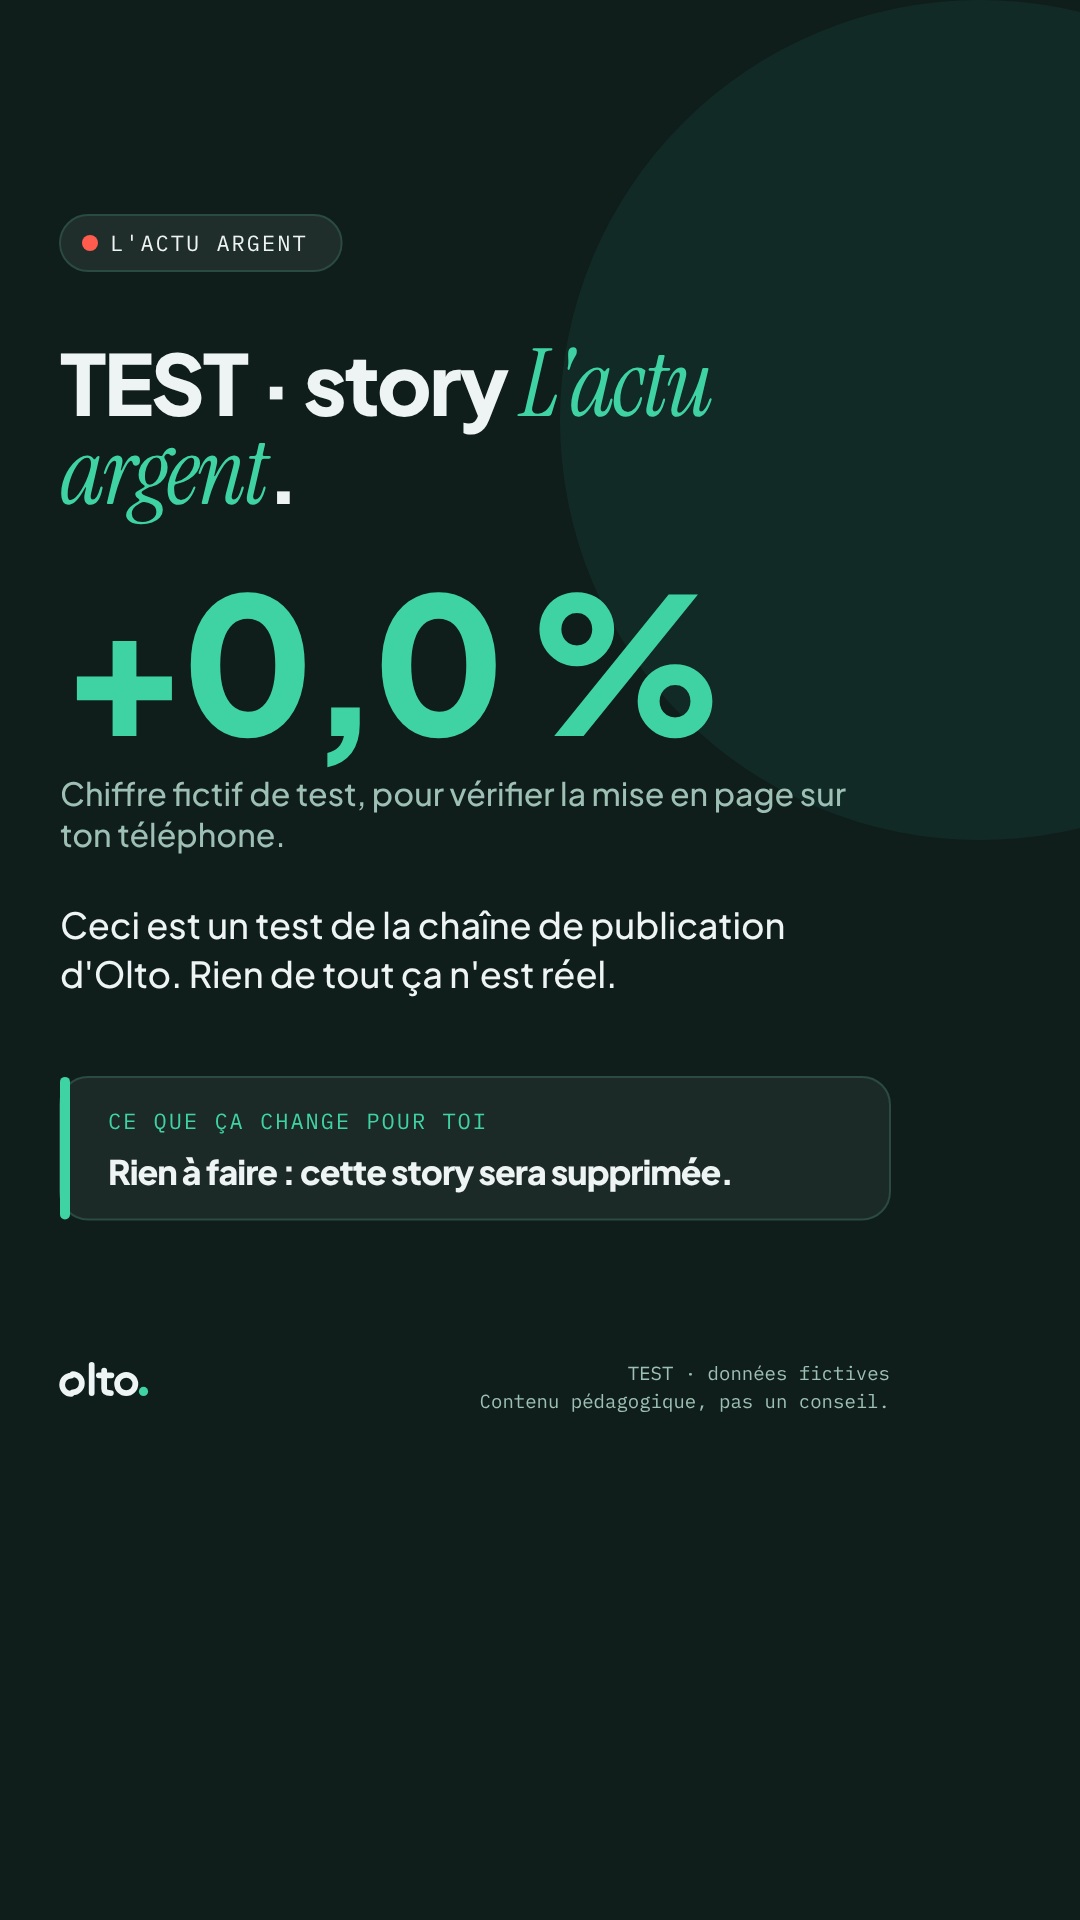 L'ACTU ARGENT
TEST · story L'actu
argent.
+0,0 %
Chiffre fictif de test, pour vérifier la mise en page sur
ton téléphone.
Ceci est un test de la chaîne de publication
d'Olto. Rien de tout ça n'est réel.
CE QUE ÇA CHANGE POUR TOI
Rien à faire : cette story sera supprimée.
olto.
TEST · données fictives
Contenu pédagogique, pas un conseil.